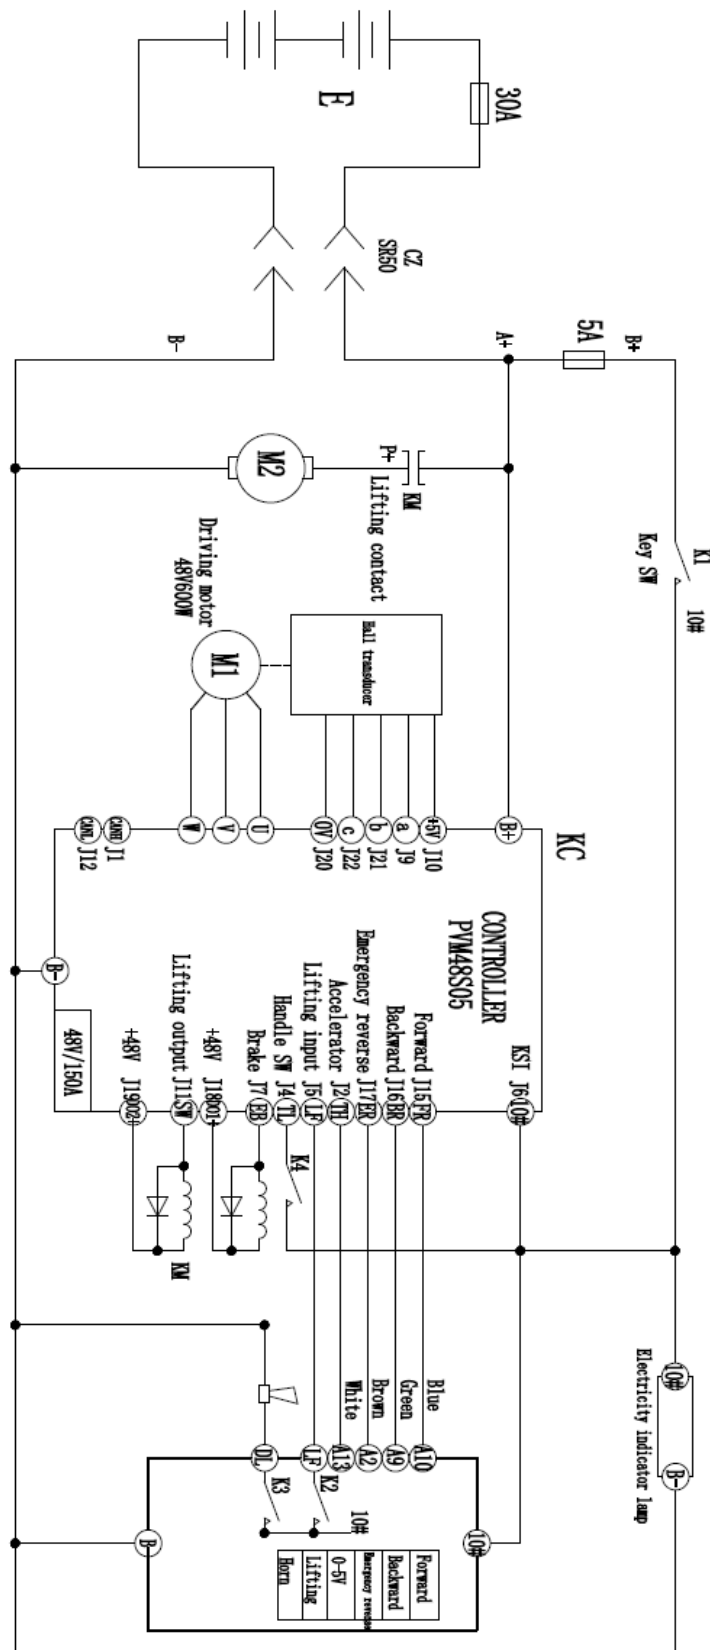 E
30A
CZ
SR50
B-
A+
5A
B+
M2
P+
KM
Lifting contact
K1
Key SW
10#
Driving motor
48V600W
M1
Hall transducer
KC
CANL
CANH
W
V
U
0V
c
b
a
+5V
B+
J12
J1
J20
J22
J21
J9
J10
CONTROLLER
PVM48S05
B-
48V/150A
+48V J19 002+
Lifting output J11 SW
+48V J18 001+
Brake J7 EB
Handle SW J4 TL
Lifting input J5 LF
Accelerator J2 TH
Emergency reverse J17 ER
Backward J16 BR
Forward J15 FR
KSI J6 10#
K4
KM
Blue
Green
Brown
White
10#
B-
Electricity indicator lamp
DL
LF
A13
A2
A9
A10
K3
K2
10#
B
10#
Forward
Backward
Emergency reverse
0-5V
Lifting
Horn